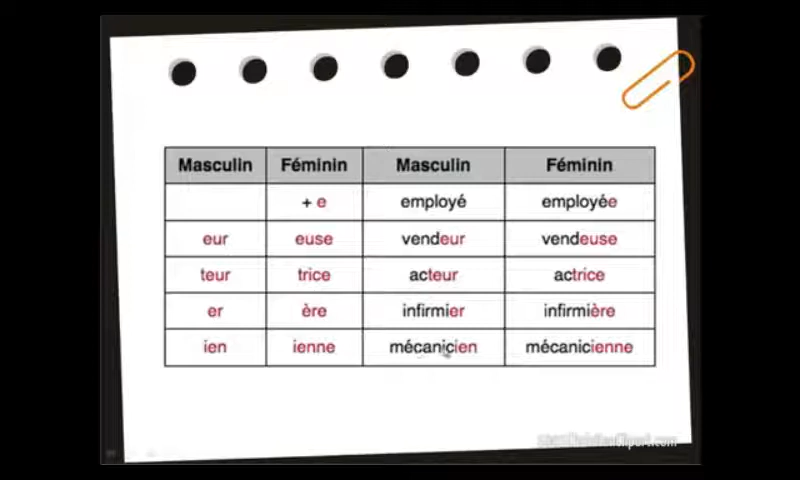 Masculin Féminin Masculin Féminin
+ e employé employée
eur euse vendeur vendeuse
teur trice acteur actrice
er ère infirmier infirmière
ien ienne mécanicien mécanicienne